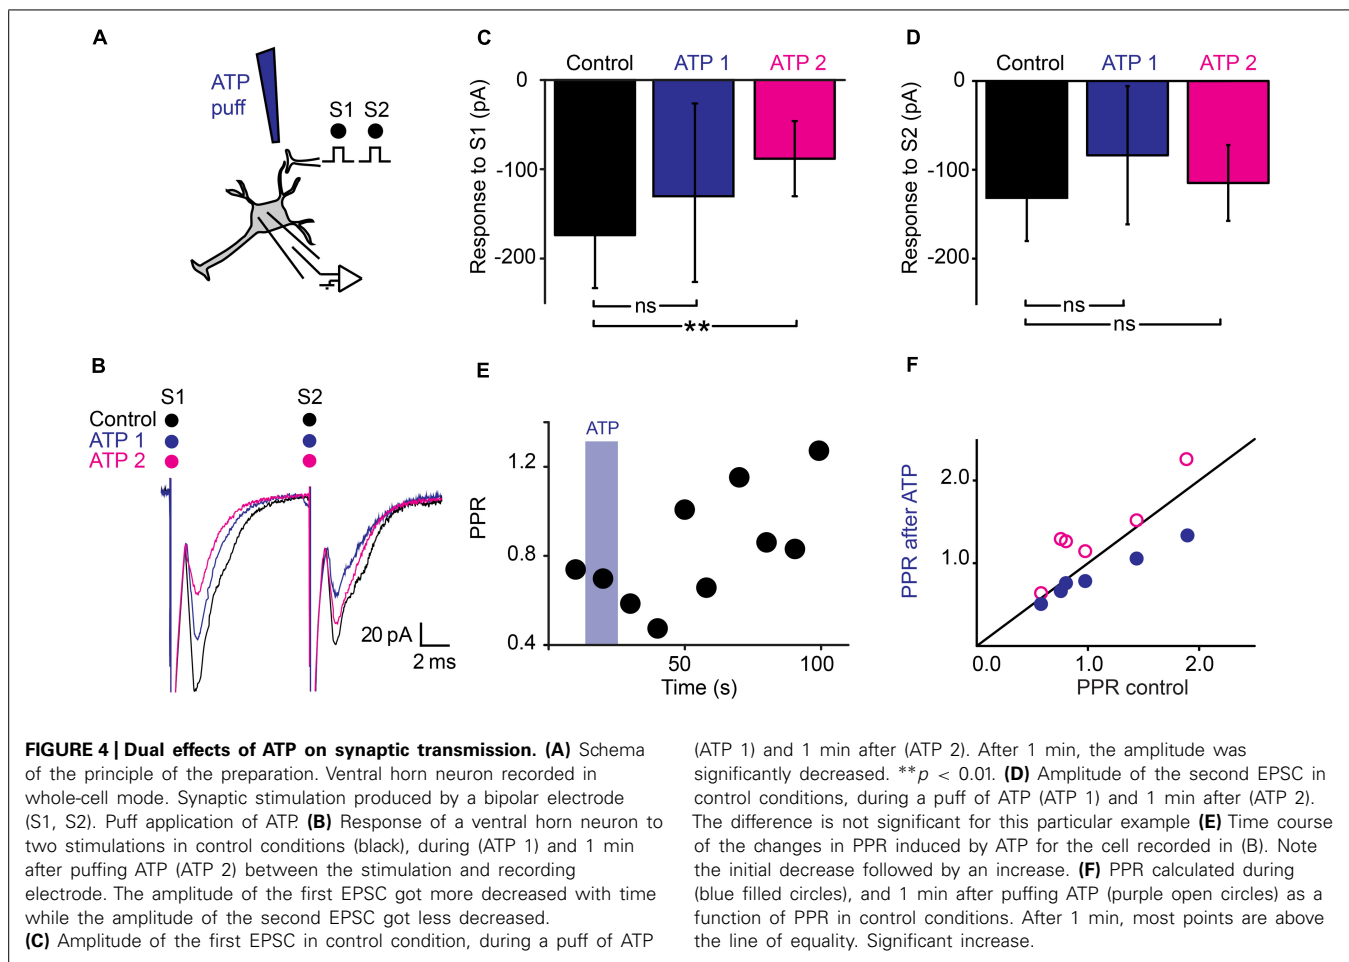 A
ATP
puff
S1 S2
C
Control ATP 1 ATP 2
0
-100
-200
Response to S1 (pA)
ns
**
D
Control ATP 1 ATP 2
0
-100
-200
Response to S2 (pA)
ns
ns
B
S1 S2
Control
ATP 1
ATP 2
20 pA
2 ms
E
ATP
1.2
0.8
0.4
PPR
50 100
Time (s)
F
2.0
1.0
PPR after ATP
0.0 1.0 2.0
PPR control
FIGURE 4 | Dual effects of ATP on synaptic transmission. (A) Schema
of the principle of the preparation. Ventral horn neuron recorded in
whole-cell mode. Synaptic stimulation produced by a bipolar electrode
(S1, S2). Puff application of ATP. (B) Response of a ventral horn neuron to
two stimulations in control conditions (black), during (ATP 1) and 1 min
after puffing ATP (ATP 2) between the stimulation and recording
electrode. The amplitude of the first EPSC got more decreased with time
while the amplitude of the second EPSC got less decreased.
(C) Amplitude of the first EPSC in control condition, during a puff of ATP
(ATP 1) and 1 min after (ATP 2). After 1 min, the amplitude was
significantly decreased. **p < 0.01. (D) Amplitude of the second EPSC in
control conditions, during a puff of ATP (ATP 1) and 1 min after (ATP 2).
The difference is not significant for this particular example (E) Time course
of the changes in PPR induced by ATP for the cell recorded in (B). Note
the initial decrease followed by an increase. (F) PPR calculated during
(blue filled circles), and 1 min after puffing ATP (purple open circles) as a
function of PPR in control conditions. After 1 min, most points are above
the line of equality. Significant increase.